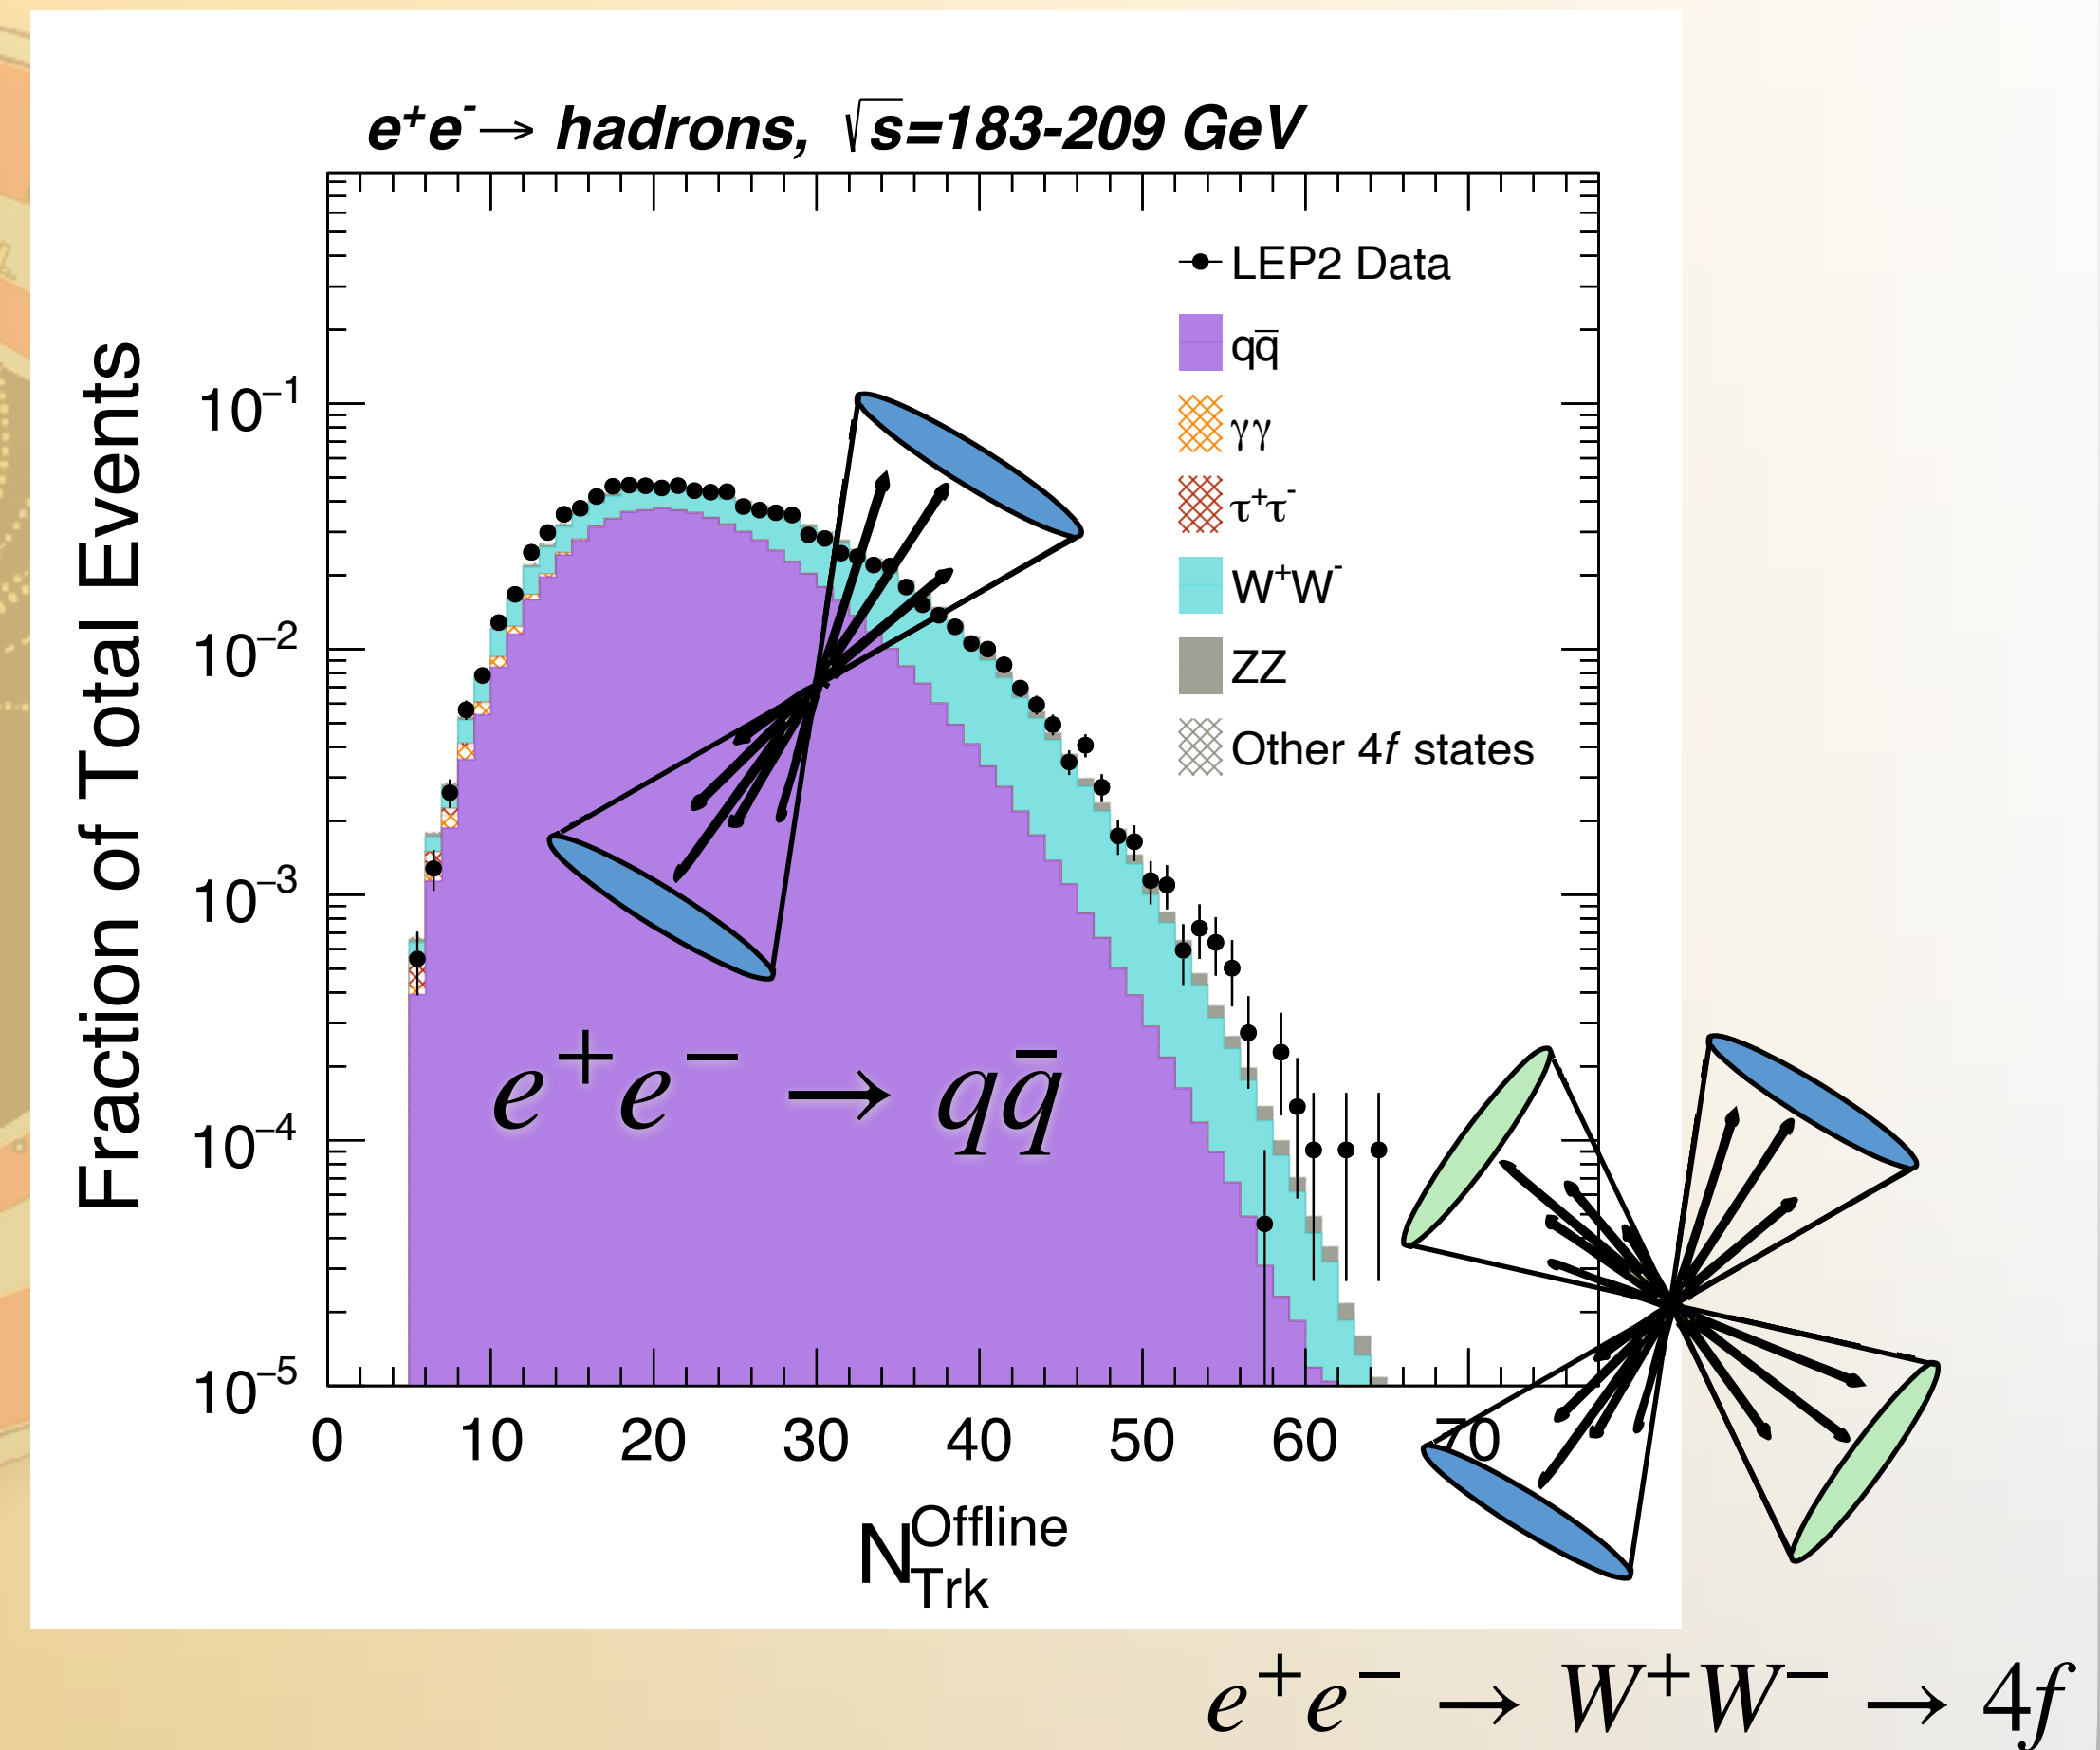 e⁺e⁻→ hadrons, √s=183-209 GeV
Fraction of Total Events
LEP2 Data
qq̄
γγ
τ⁺τ⁻
W⁺W⁻
ZZ
Other 4f states
10⁻¹
10⁻²
10⁻³
10⁻⁴
10⁻⁵
e⁺e⁻ → qq̄
0 10 20 30 40 50 60 70
N_Trk^Offline
e⁺e⁻ → W⁺W⁻ → 4f